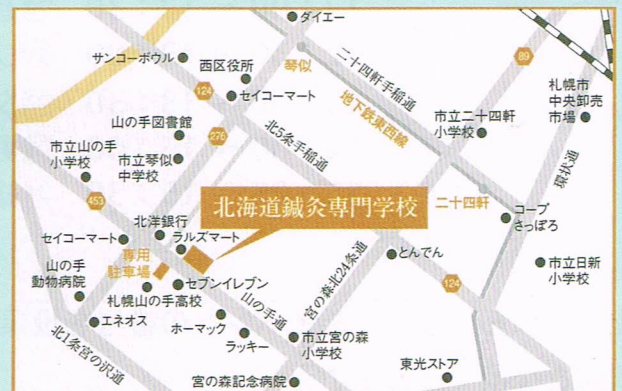 ダイエー
サンコーボウル
西区役所
琴似
124
セイコーマート
二十四軒手稲通
地下鉄東西線
89
札幌市
中央卸売
市場
山の手図書館
276
北5条手稲通
市立二十四軒
小学校
環状通
市立山の手
小学校
市立琴似
中学校
453
北海道鍼灸専門学校
二十四軒
コープ
さっぽろ
北洋銀行
セイコーマート
ラルズマート
専用
駐車場
とんでん
山の手
動物病院
セブンイレブン
124
市立日新
小学校
札幌山の手高校
山の手通
宮の森北24条通
エネオス
ホーマック
ラッキー
市立宮の森
小学校
北1条宮の沢通
東光ストア
宮の森記念病院